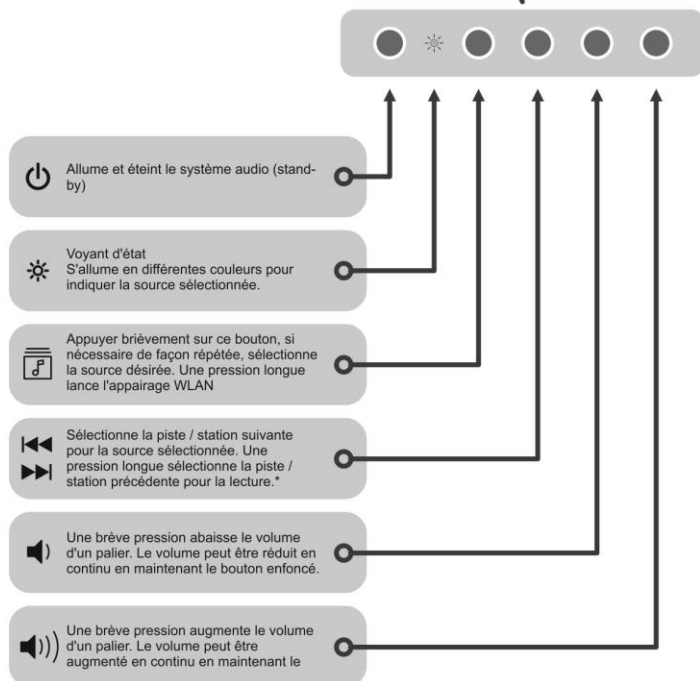 Allume et éteint le système audio (stand-
by)
Voyant d'état
S'allume en différentes couleurs pour
indiquer la source sélectionnée.
Appuyer brièvement sur ce bouton, si
nécessaire de façon répétée, sélectionne
la source désirée. Une pression longue
lance l'appairage WLAN
Sélectionne la piste / station suivante
pour la source sélectionnée. Une
pression longue sélectionne la piste /
station précédente pour la lecture.*
Une brève pression abaisse le volume
d'un palier. Le volume peut être réduit en
continu en maintenant le bouton enfoncé.
Une brève pression augmente le volume
d'un palier. Le volume peut être
augmenté en continu en maintenant le